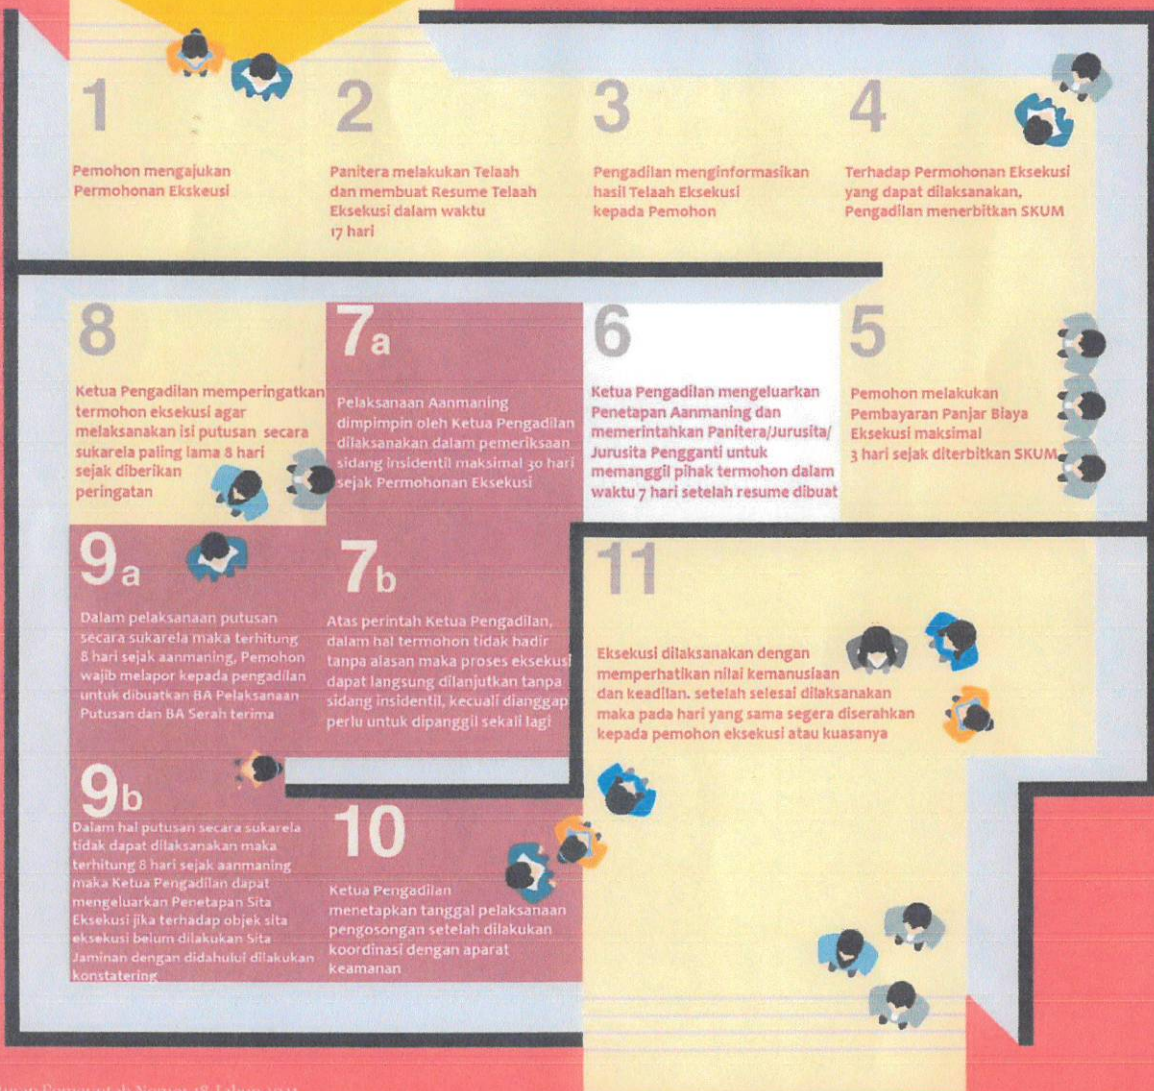 1
Pemohon mengajukan
Permohonan Ekskeusi
2
Panitera melakukan Telaah
dan membuat Resume Telaah
Eksekusi dalam waktu
17 hari
3
Pengadilan menginformasikan
hasil Telaah Eksekusi
kepada Pemohon
4
Terhadap Permohonan Eksekusi
yang dapat dilaksanakan,
Pengadilan menerbitkan SKUM
5
Pemohon melakukan
Pembayaran Panjar Biaya
Eksekusi maksimal
3 hari sejak diterbitkan SKUM
6
Ketua Pengadilan mengeluarkan
Penetapan Aanmaning dan
memerintahkan Panitera/Jurusita/
Jurusita Pengganti untuk
memanggil pihak termohon dalam
waktu 7 hari setelah resume dibuat
7a
Pelaksanaan Aanmaning
dimpimpin oleh Ketua Pengadilan
dilaksanakan dalam pemeriksaan
sidang insidentil maksimal 30 hari
sejak Permohonan Eksekusi
7b
Atas perintah Ketua Pengadilan,
dalam hal termohon tidak hadir
tanpa alasan maka proses eksekusi
dapat langsung dilanjutkan tanpa
sidang insidentil, kecuali dianggap
perlu untuk dipanggil sekali lagi
8
Ketua Pengadilan memperingatkan
termohon eksekusi agar
melaksanakan isi putusan secara
sukarela paling lama 8 hari
sejak diberikan
peringatan
9a
Dalam pelaksanaan putusan
secara sukarela maka terhitung
8 hari sejak aanmaning, Pemohon
wajib melapor kepada pengadilan
untuk dibuatkan BA Pelaksanaan
Putusan dan BA Serah terima
9b
Dalam hal putusan secara sukarela
tidak dapat dilaksanakan maka
terhitung 8 hari sejak aanmaning
maka Ketua Pengadilan dapat
mengeluarkan Penetapan Sita
Eksekusi jika terhadap objek sita
eksekusi belum dilakukan Sita
Jaminan dengan didahului dilakukan
konstatering
10
Ketua Pengadilan
menetapkan tanggal pelaksanaan
pengosongan setelah dilakukan
koordinasi dengan aparat
keamanan
11
Eksekusi dilaksanakan dengan
memperhatikan nilai kemanusiaan
dan keadilan. setelah selesai dilaksanakan
maka pada hari yang sama segera diserahkan
kepada pemohon eksekusi atau kuasanya